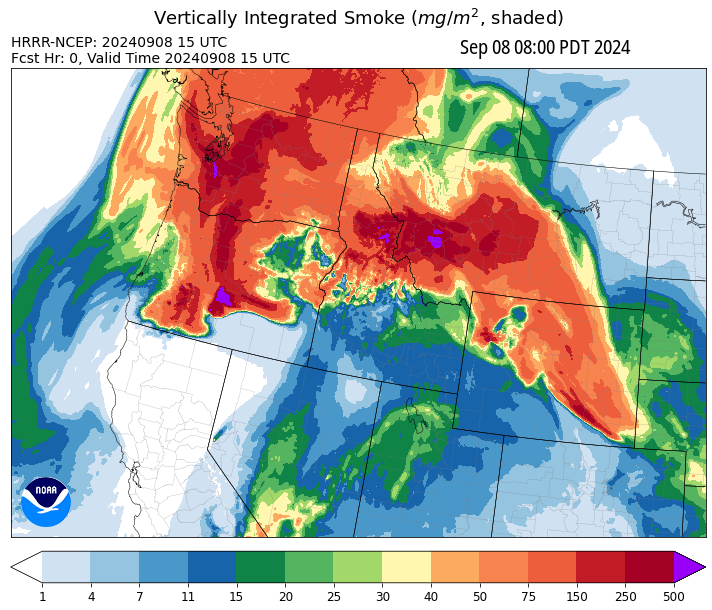 Vertically Integrated Smoke (mg/m², shaded)
HRRR-NCEP: 20240908 15 UTC
Fcst Hr: 0, Valid Time 20240908 15 UTC
Sep 08 08:00 PDT 2024
NOAA
1 4 7 11 15 20 25 30 40 50 75 150 250 500